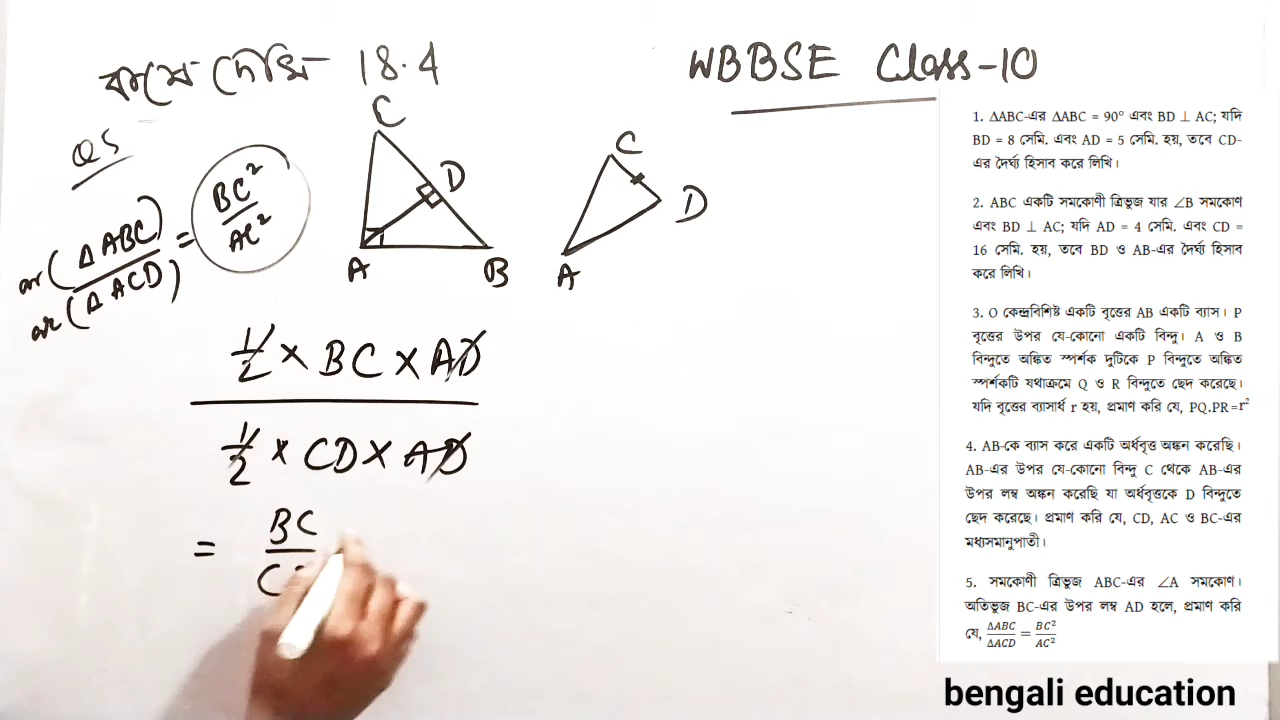 কষে দেখি - 18.4
WBBSE Class-10
Q5
ar(ΔABC)/ar(ΔACD) = BC²/AC²
C
D
A
B
C
D
A
1/2 × BC × AD
1/2 × CD × AD
= BC
1. ΔABC-এর ΔABC = 90° এবং BD ⊥ AC; যদি
BD = 8 সেমি. এবং AD = 5 সেমি. হয়, তবে CD-
এর দৈর্ঘ্য হিসাব করে লিখি।
2. ABC একটি সমকোণী ত্রিভুজ যার ∠B সমকোণ
এবং BD ⊥ AC; যদি AD = 4 সেমি. এবং CD =
16 সেমি. হয়, তবে BD ও AB-এর দৈর্ঘ্য হিসাব
করে লিখি।
3. O কেন্দ্রবিশিষ্ট একটি বৃত্তের AB একটি ব্যাস। P
বৃত্তের উপর যে-কোনো একটি বিন্দু। A ও B
বিন্দুতে অঙ্কিত স্পর্শক দুটিকে P বিন্দুতে অঙ্কিত
স্পর্শকটি যথাক্রমে Q ও R বিন্দুতে ছেদ করেছে।
যদি বৃত্তের ব্যাসার্ধ r হয়, প্রমাণ করি যে, PQ.PR=r²
4. AB-কে ব্যাস করে একটি অর্ধবৃত্ত অঙ্কন করেছি।
AB-এর উপর যে-কোনো বিন্দু C থেকে AB-এর
উপর লম্ব অঙ্কন করেছি যা অর্ধবৃত্তকে D বিন্দুতে
ছেদ করেছে। প্রমাণ করি যে, CD, AC ও BC-এর
মধ্যসমানুপাতী।
5. সমকোণী ত্রিভুজ ABC-এর ∠A সমকোণ।
অতিভুজ BC-এর উপর লম্ব AD হলে, প্রমাণ করি
যে, ΔABC/ΔACD = BC²/AC²
bengali education